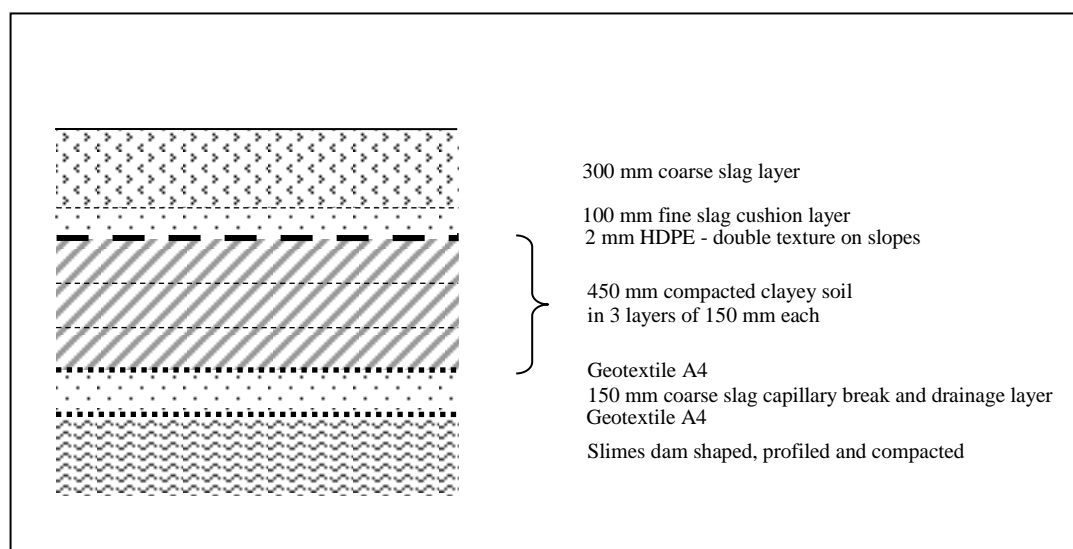 300 mm coarse slag layer
100 mm fine slag cushion layer
2 mm HDPE - double texture on slopes
450 mm compacted clayey soil
in 3 layers of 150 mm each
Geotextile A4
150 mm coarse slag capillary break and drainage layer
Geotextile A4
Slimes dam shaped, profiled and compacted